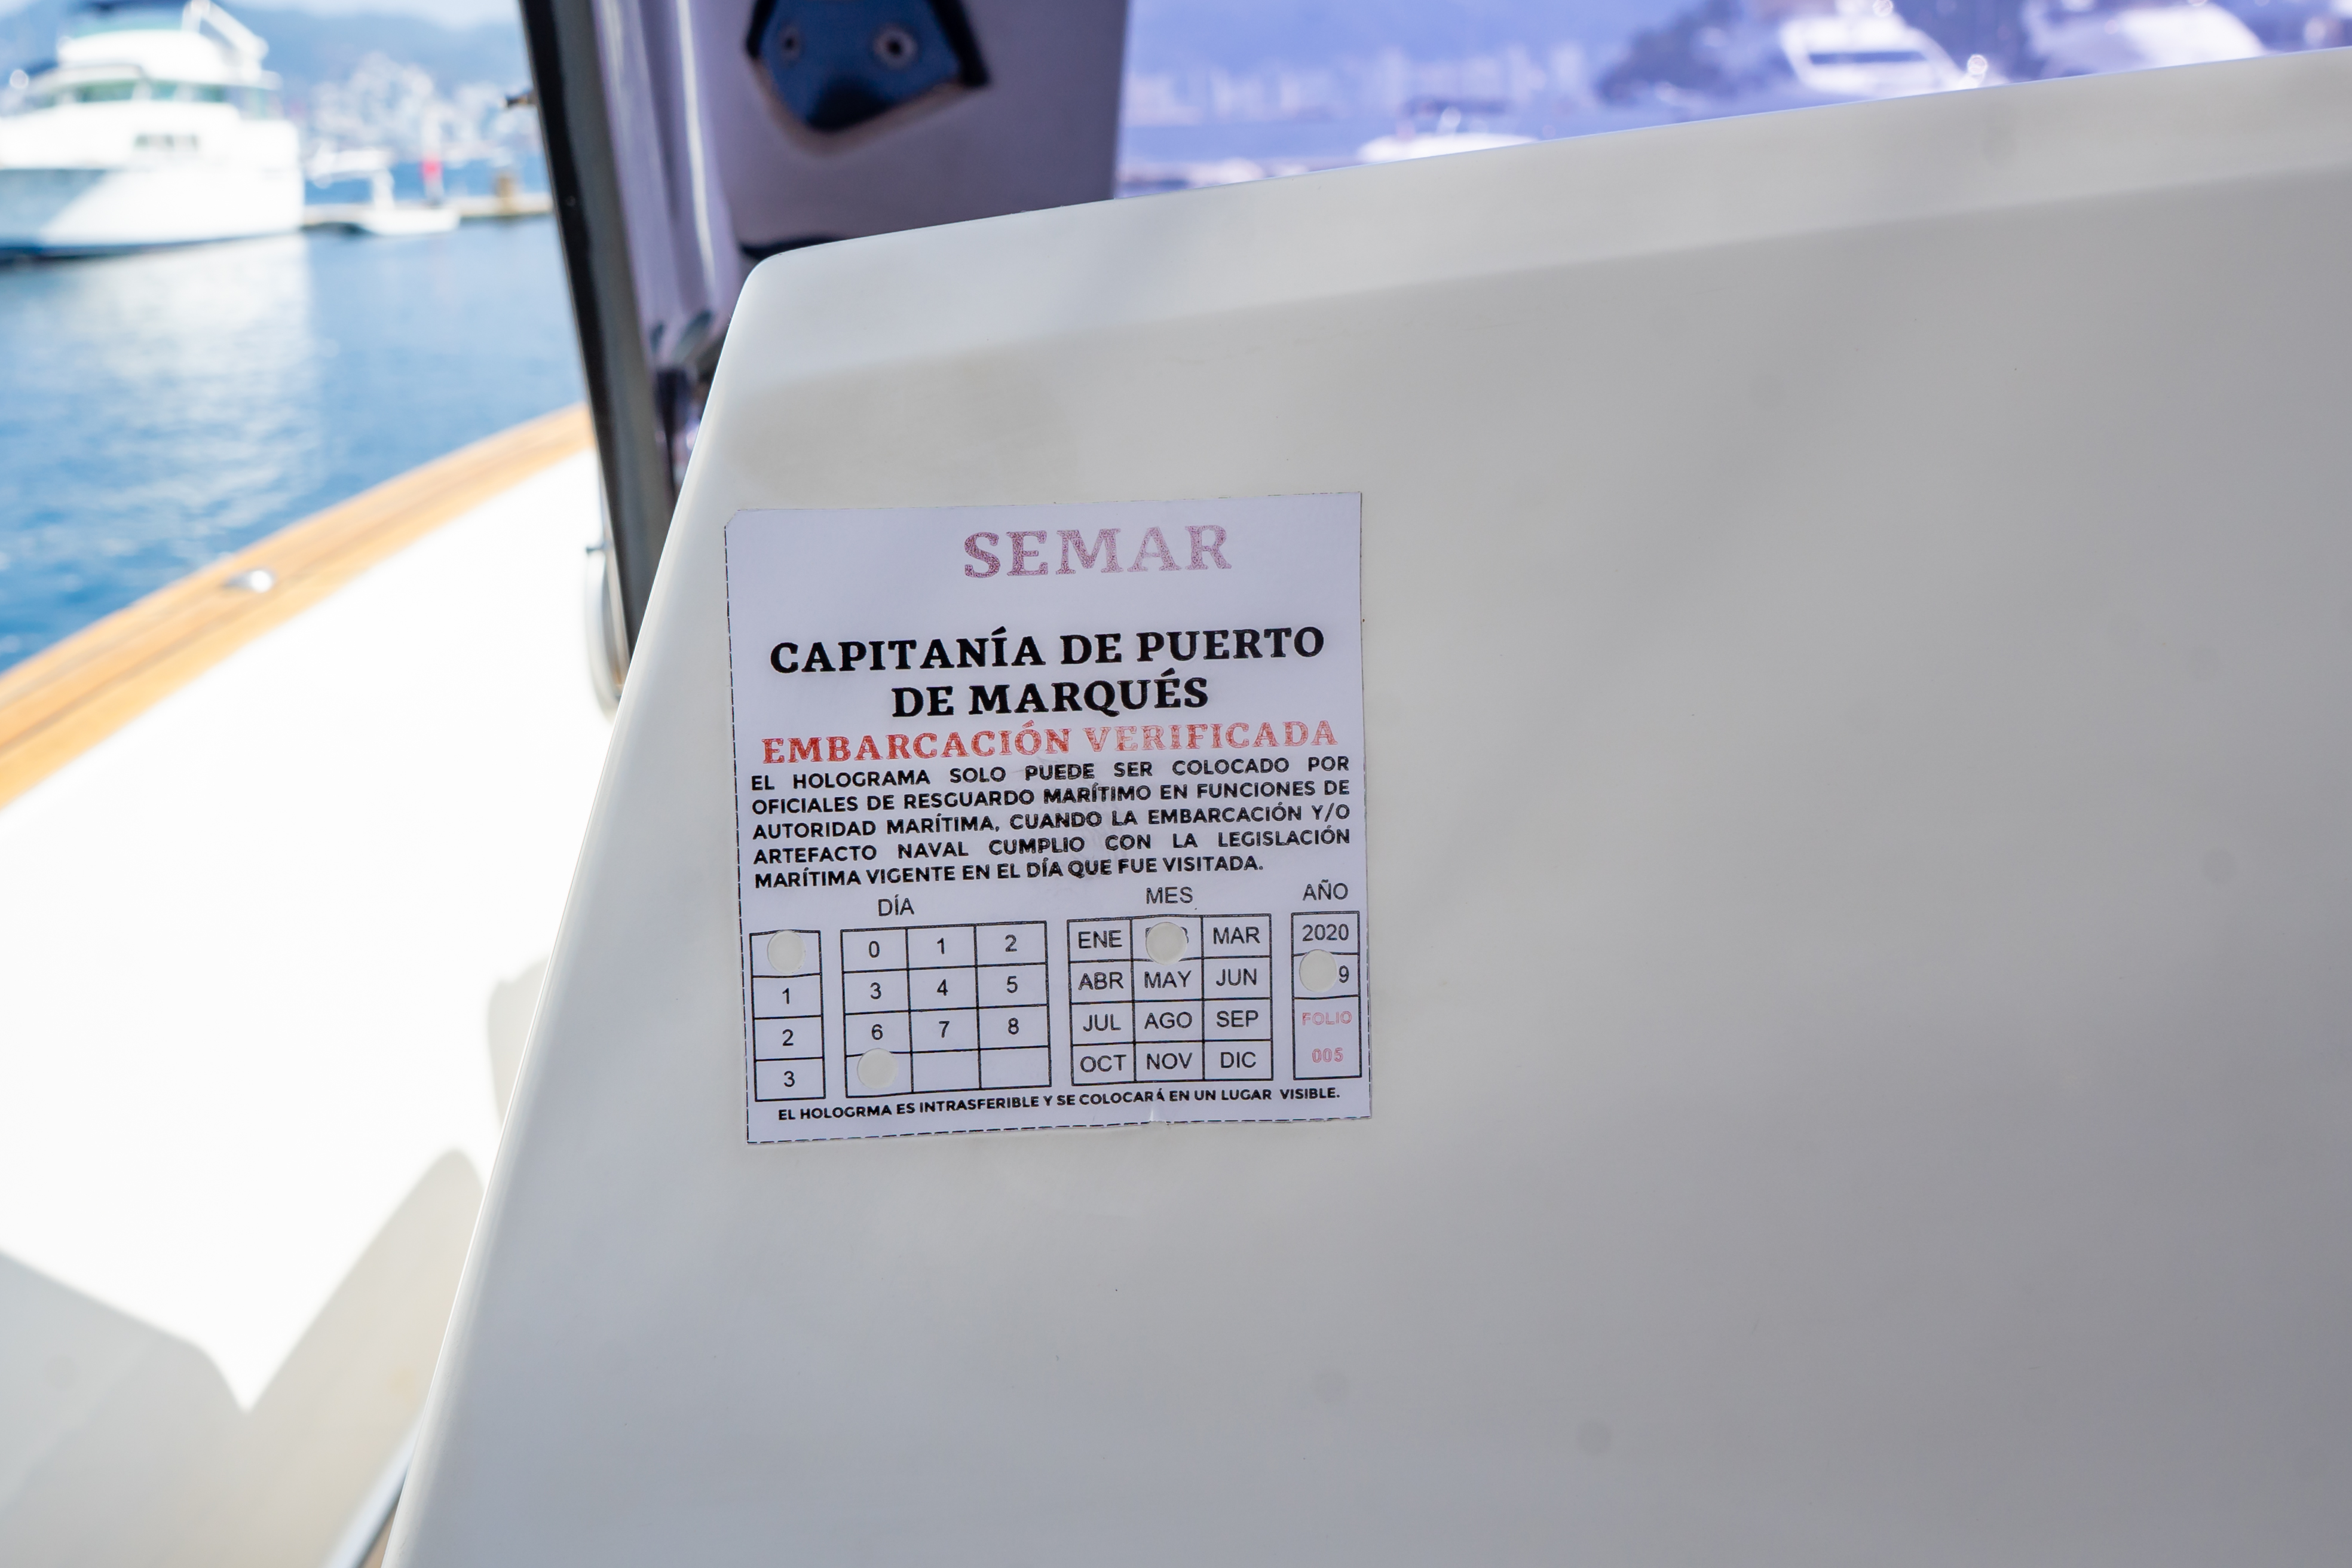 SEMAR
CAPITANÍA DE PUERTO
DE MARQUÉS
EMBARCACIÓN VERIFICADA
EL HOLOGRAMA SOLO PUEDE SER COLOCADO POR
OFICIALES DE RESGUARDO MARÍTIMO EN FUNCIONES DE
AUTORIDAD MARÍTIMA, CUANDO LA EMBARCACIÓN Y/O
ARTEFACTO NAVAL CUMPLIO CON LA LEGISLACIÓN
MARÍTIMA VIGENTE EN EL DÍA QUE FUE VISITADA.
DÍA MES AÑO
0 1 2 ENE MAR 2020
1 3 4 5 ABR MAY JUN 9
2 6 7 8 JUL AGO SEP FOLIO
3 OCT NOV DIC 005
EL HOLOGRMA ES INTRASFERIBLE Y SE COLOCARÁ EN UN LUGAR VISIBLE.